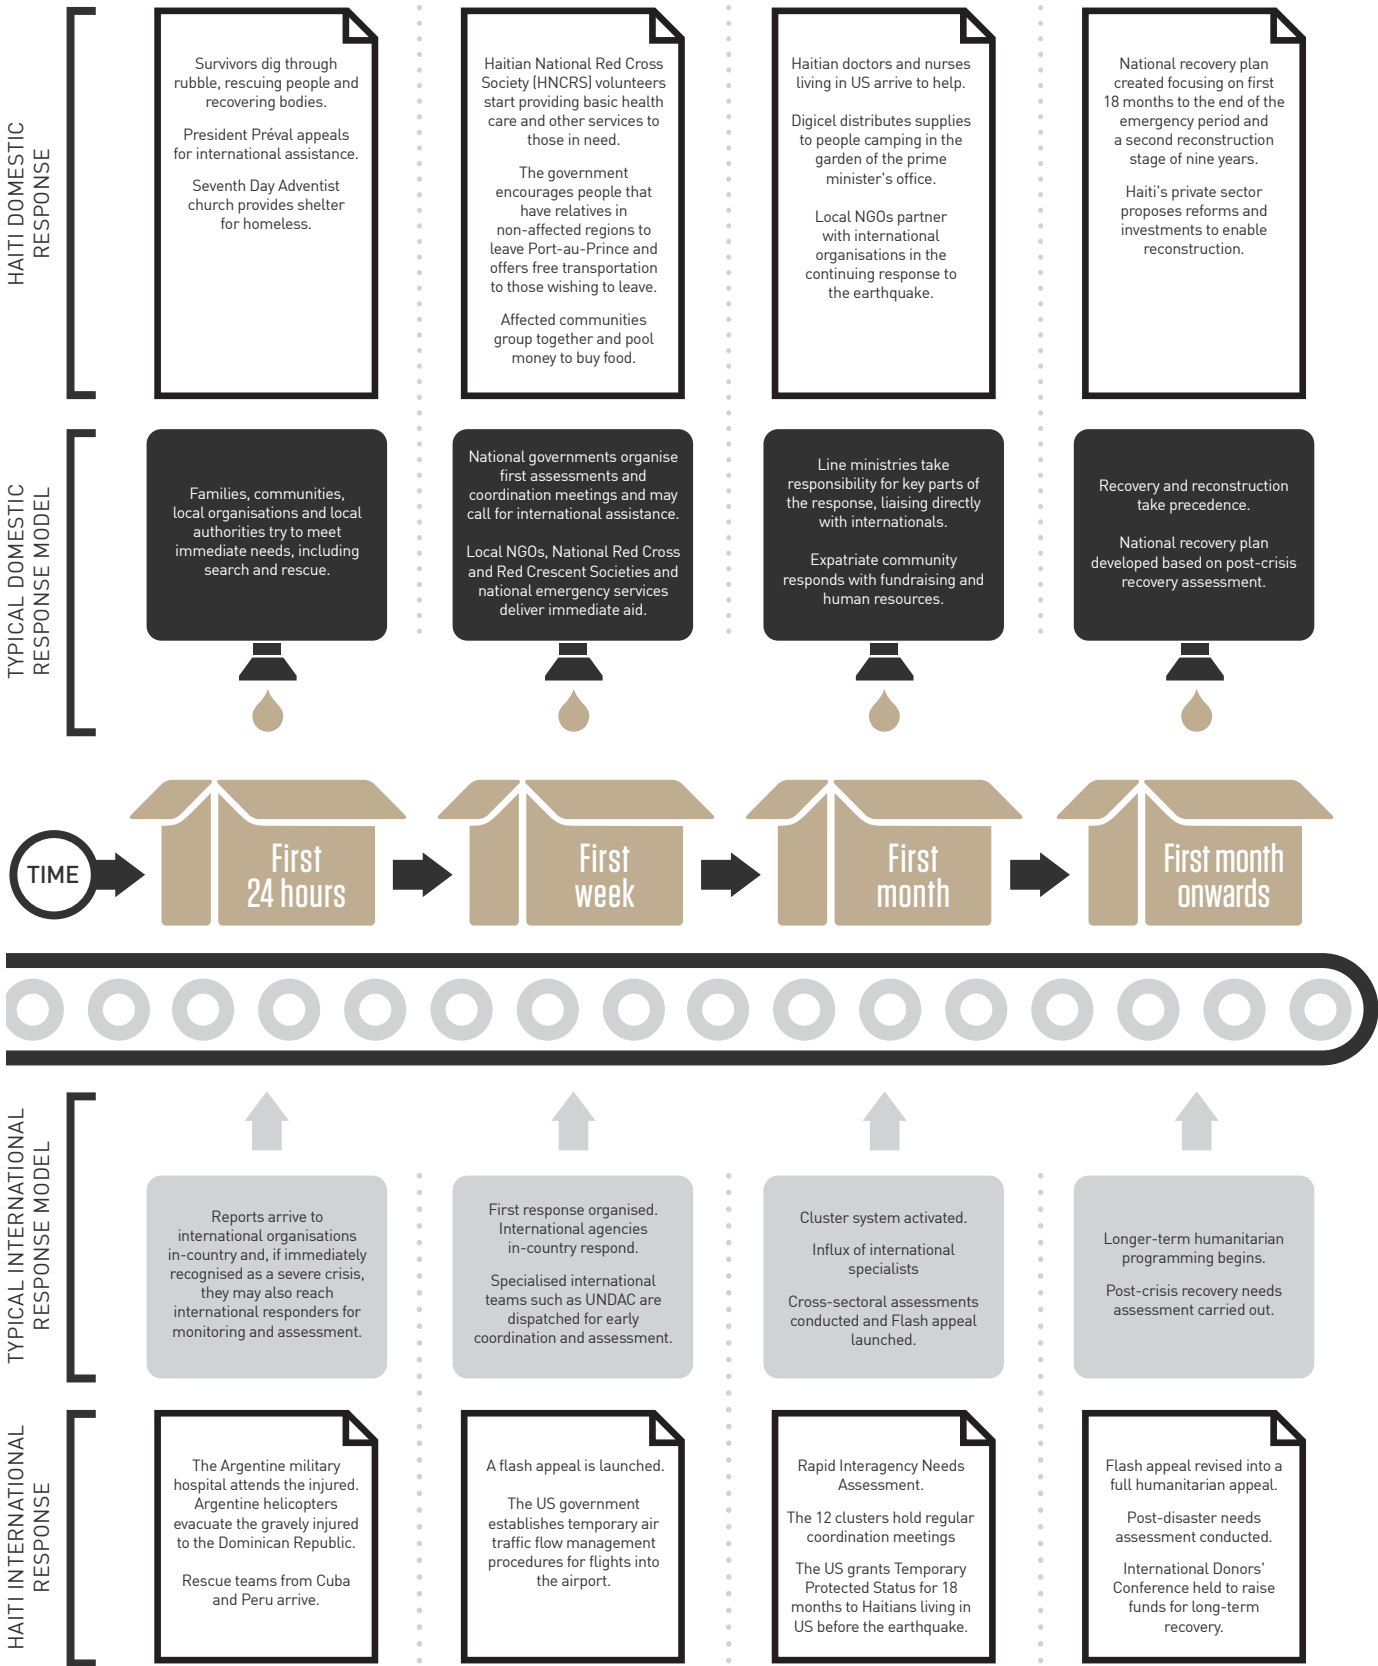 HAITI DOMESTIC
RESPONSE
Survivors dig through
rubble, rescuing people and
recovering bodies.
President Préval appeals
for international assistance.
Seventh Day Adventist
church provides shelter
for homeless.
Haitian National Red Cross
Society (HNCRS) volunteers
start providing basic health
care and other services to
those in need.
The government
encourages people that
have relatives in
non-affected regions to
leave Port-au-Prince and
offers free transportation
to those wishing to leave.
Affected communities
group together and pool
money to buy food.
Haitian doctors and nurses
living in US arrive to help.
Digicel distributes supplies
to people camping in the
garden of the prime
minister's office.
Local NGOs partner
with international
organisations in the
continuing response to
the earthquake.
National recovery plan
created focusing on first
18 months to the end of the
emergency period and
a second reconstruction
stage of nine years.
Haiti's private sector
proposes reforms and
investments to enable
reconstruction.
TYPICAL DOMESTIC
RESPONSE MODEL
Families, communities,
local organisations and local
authorities try to meet
immediate needs, including
search and rescue.
National governments organise
first assessments and
coordination meetings and may
call for international assistance.
Local NGOs, National Red Cross
and Red Crescent Societies and
national emergency services
deliver immediate aid.
Line ministries take
responsibility for key parts of
the response, liaising directly
with internationals.
Expatriate community
responds with fundraising and
human resources.
Recovery and reconstruction
take precedence.
National recovery plan
developed based on post-crisis
recovery assessment.
TIME
First
24 hours
First
week
First
month
First month
onwards
TYPICAL INTERNATIONAL
RESPONSE MODEL
Reports arrive to
international organisations
in-country and, if immediately
recognised as a severe crisis,
they may also reach
international responders for
monitoring and assessment.
First response organised.
International agencies
in-country respond.
Specialised international
teams such as UNDAC are
dispatched for early
coordination and assessment.
Cluster system activated.
Influx of international
specialists
Cross-sectoral assessments
conducted and Flash appeal
launched.
Longer-term humanitarian
programming begins.
Post-crisis recovery needs
assessment carried out.
HAITI INTERNATIONAL
RESPONSE
The Argentine military
hospital attends the injured.
Argentine helicopters
evacuate the gravely injured
to the Dominican Republic.
Rescue teams from Cuba
and Peru arrive.
A flash appeal is launched.
The US government
establishes temporary air
traffic flow management
procedures for flights into
the airport.
Rapid Interagency Needs
Assessment.
The 12 clusters hold regular
coordination meetings
The US grants Temporary
Protected Status for 18
months to Haitians living in
US before the earthquake.
Flash appeal revised into a
full humanitarian appeal.
Post-disaster needs
assessment conducted.
International Donors'
Conference held to raise
funds for long-term
recovery.